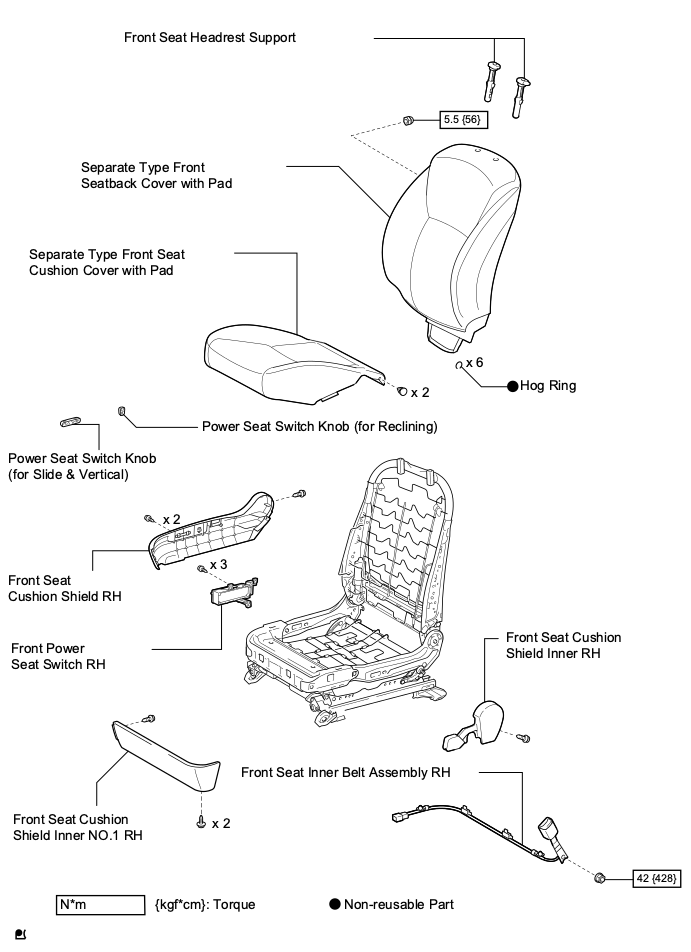 Front Seat Headrest Support
5.5 {56}
Separate Type Front
Seatback Cover with Pad
Separate Type Front Seat
Cushion Cover with Pad
x 6
Hog Ring
x 2
Power Seat Switch Knob (for Reclining)
Power Seat Switch Knob
(for Slide & Vertical)
x 2
x 3
Front Seat
Cushion Shield RH
Front Power
Seat Switch RH
Front Seat Cushion
Shield Inner RH
Front Seat Inner Belt Assembly RH
Front Seat Cushion
Shield Inner NO.1 RH
x 2
42 {428}
N*m
{kgf*cm}: Torque
Non-reusable Part